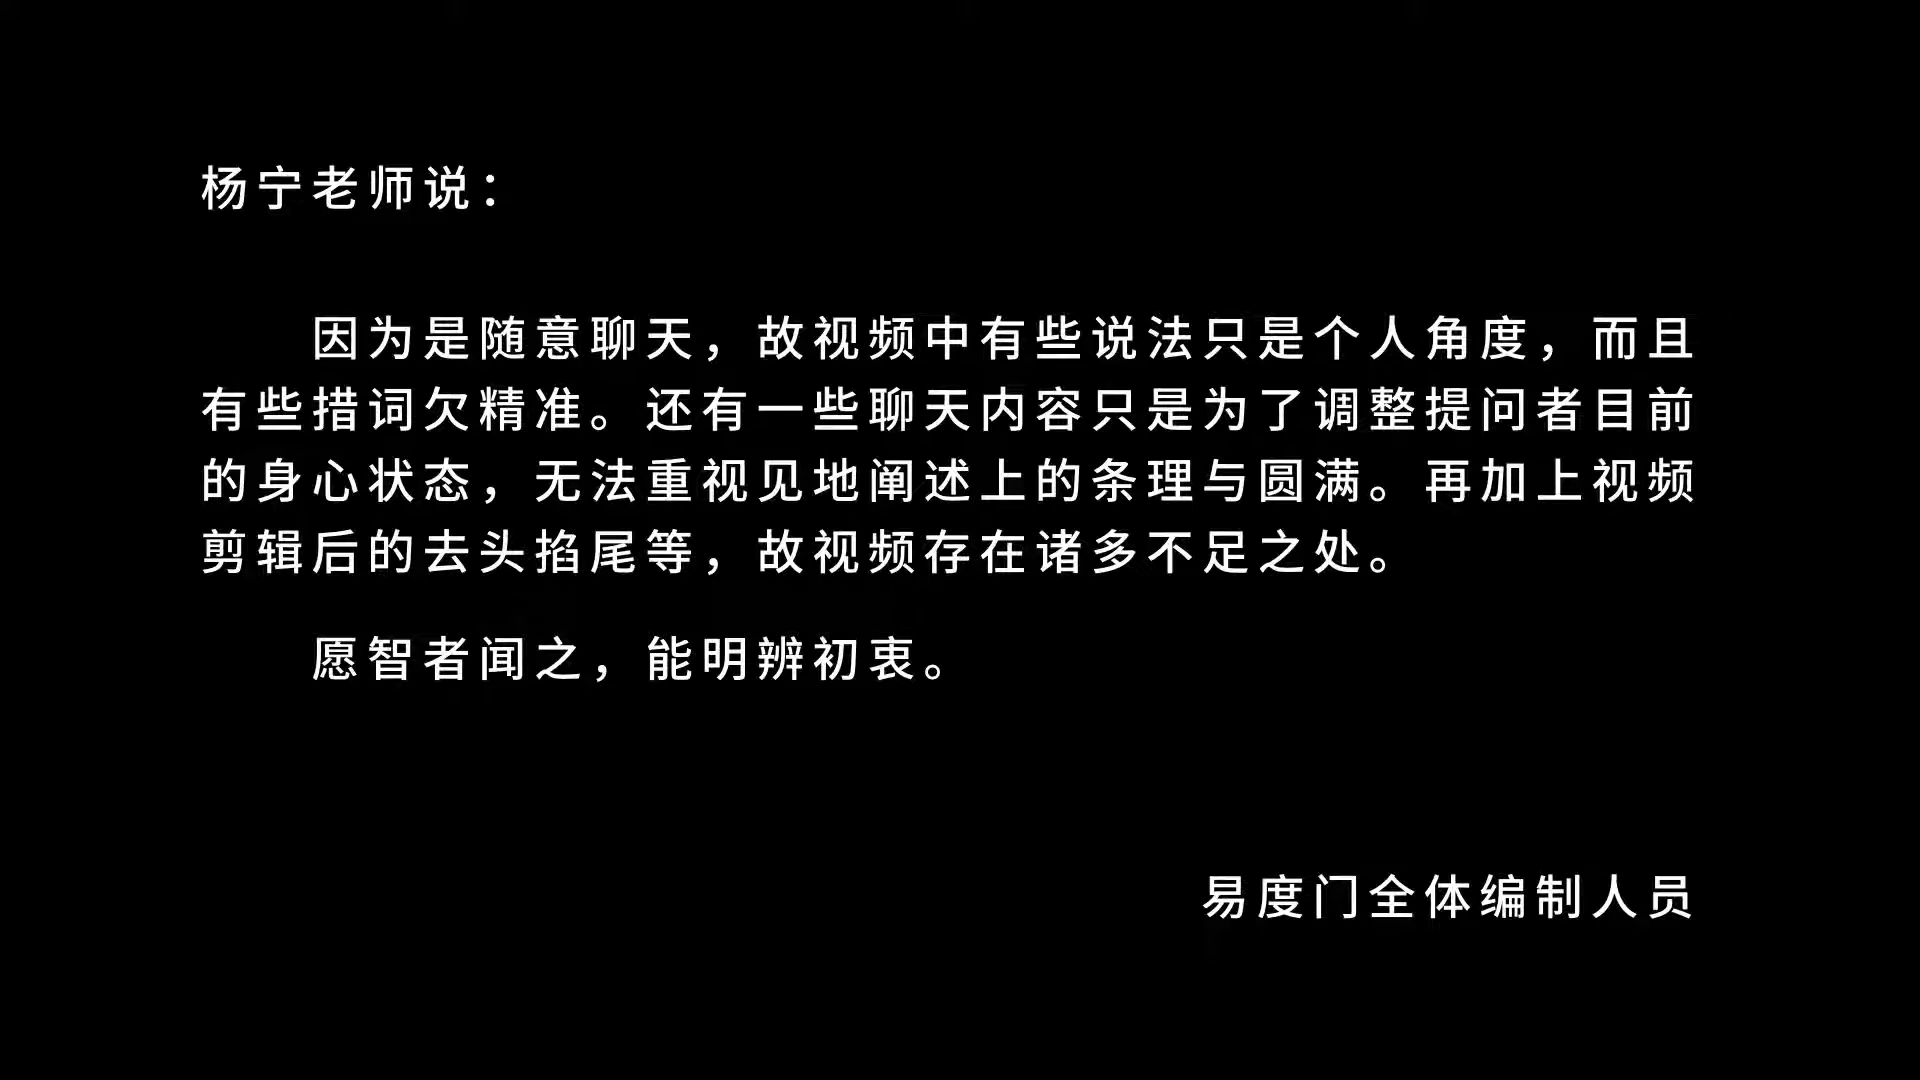 杨宁老师说：
因为是随意聊天，故视频中有些说法只是个人角度，而且
有些措词欠精准。还有一些聊天内容只是为了调整提问者目前
的身心状态，无法重视见地阐述上的条理与圆满。再加上视频
剪辑后的去头掐尾等，故视频存在诸多不足之处。
愿智者闻之，能明辨初衷。
易度门全体编制人员